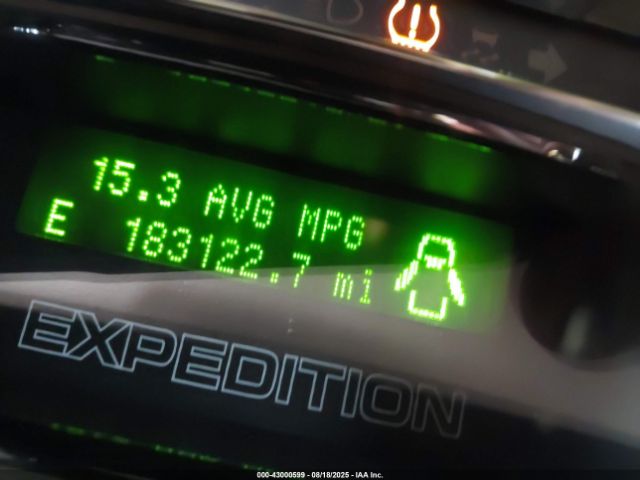 15.3 AVG MPG
E 183122.7 mi
EXPEDITION
000-43000599 - 08/18/2025 - IAA Inc.